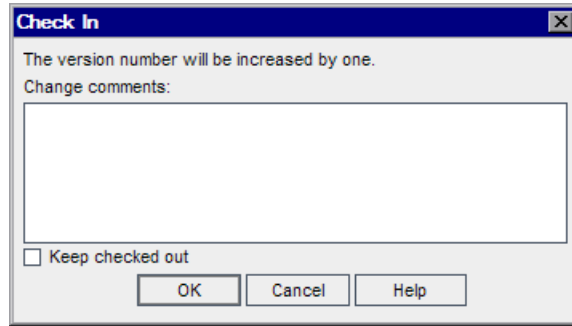 Check In
The version number will be increased by one.
Change comments:
Keep checked out
OK Cancel Help